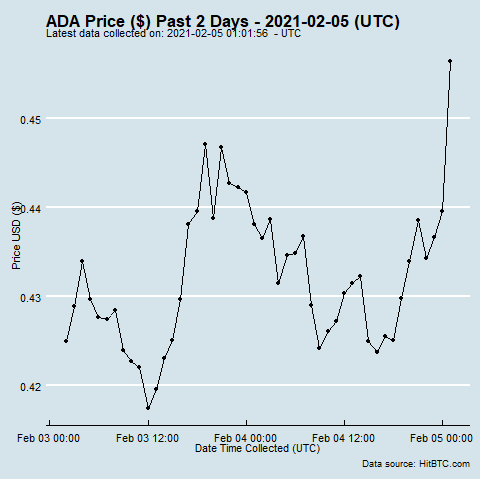 ADA Price ($) Past 2 Days - 2021-02-05 (UTC)
Latest data collected on: 2021-02-05 01:01:56 - UTC
0.45
0.44
0.43
0.42
Price USD ($)
Feb 03 00:00 Feb 03 12:00 Feb 04 00:00 Feb 04 12:00 Feb 05 00:00
Date Time Collected (UTC)
Data source: HitBTC.com